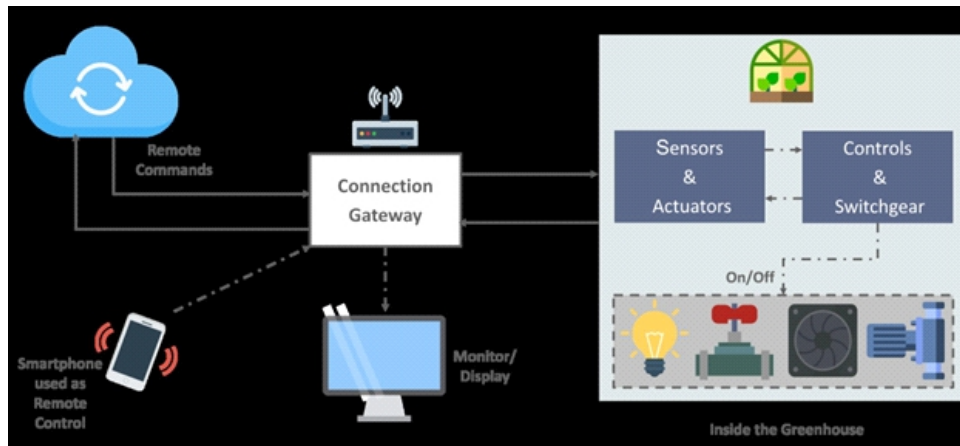 Remote
Commands
Connection
Gateway
Sensors
&
Actuators
Controls
&
Switchgear
On/Off
Smartphone
used as
Remote
Control
Monitor/
Display
Inside the Greenhouse